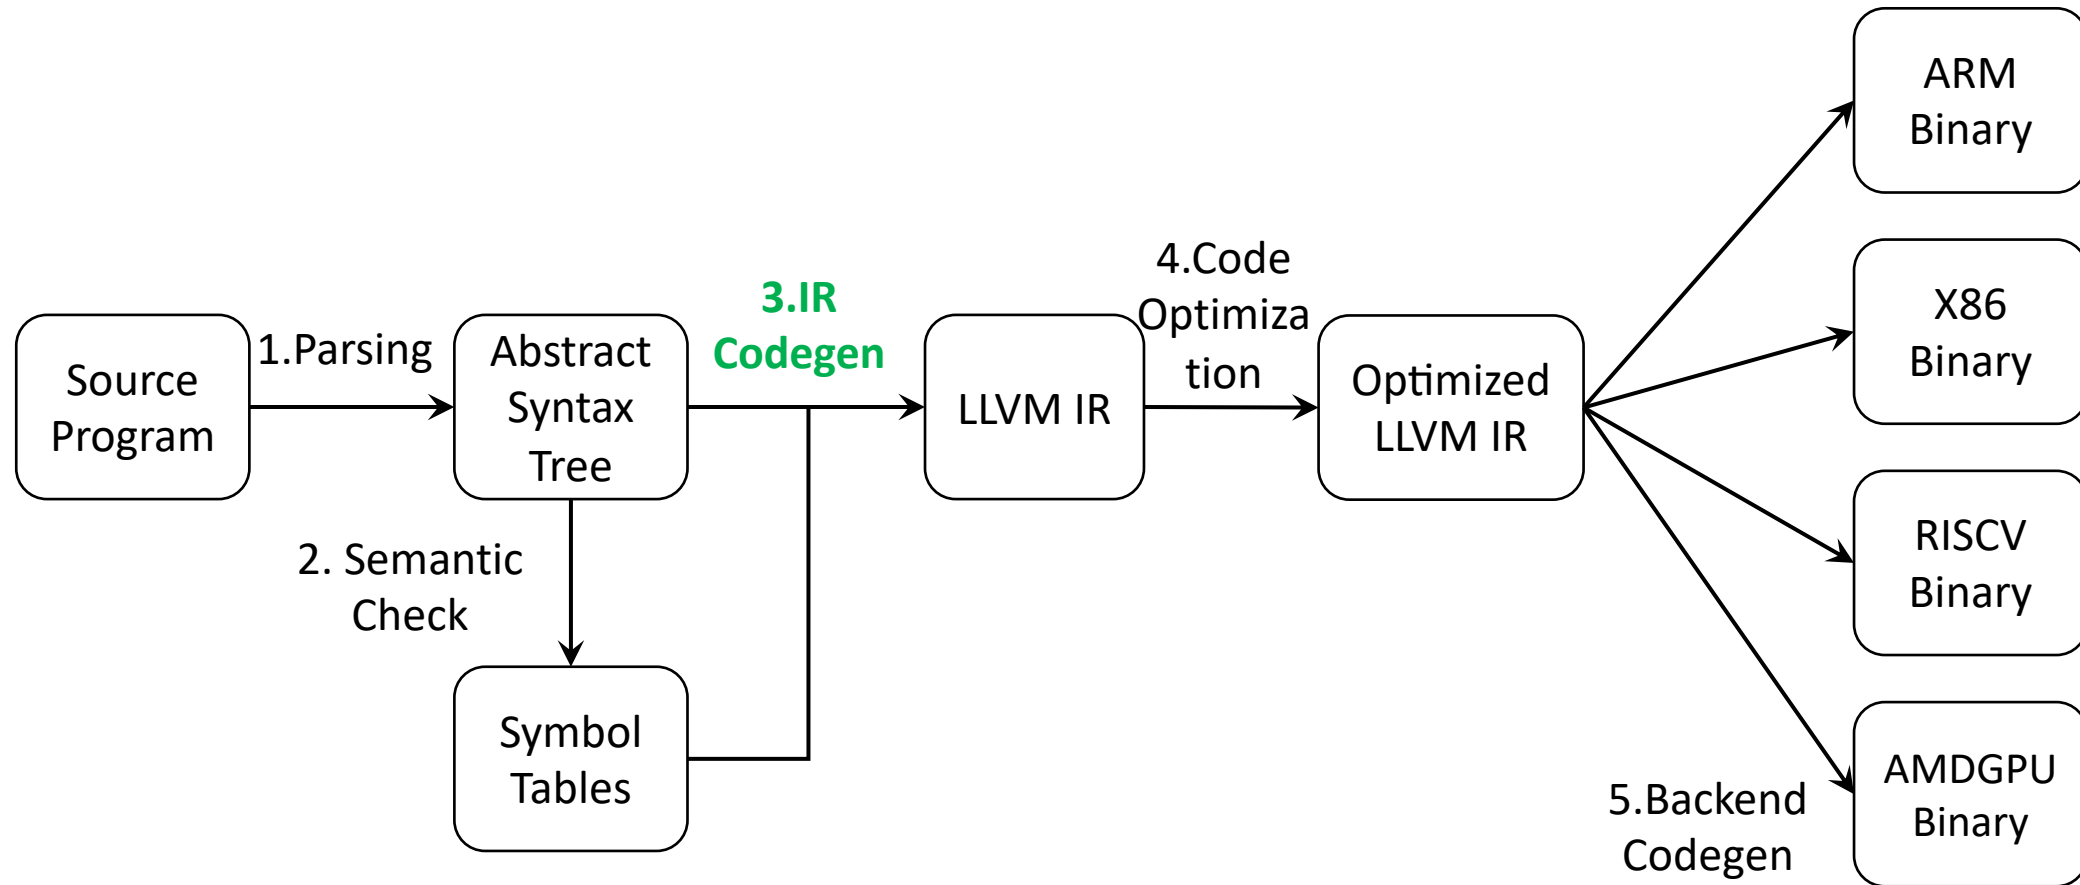 Source
Program
1.Parsing
Abstract
Syntax
Tree
2. Semantic
Check
Symbol
Tables
3.IR
Codegen
LLVM IR
4.Code
Optimiza
tion
Optimized
LLVM IR
5.Backend
Codegen
ARM
Binary
X86
Binary
RISCV
Binary
AMDGPU
Binary